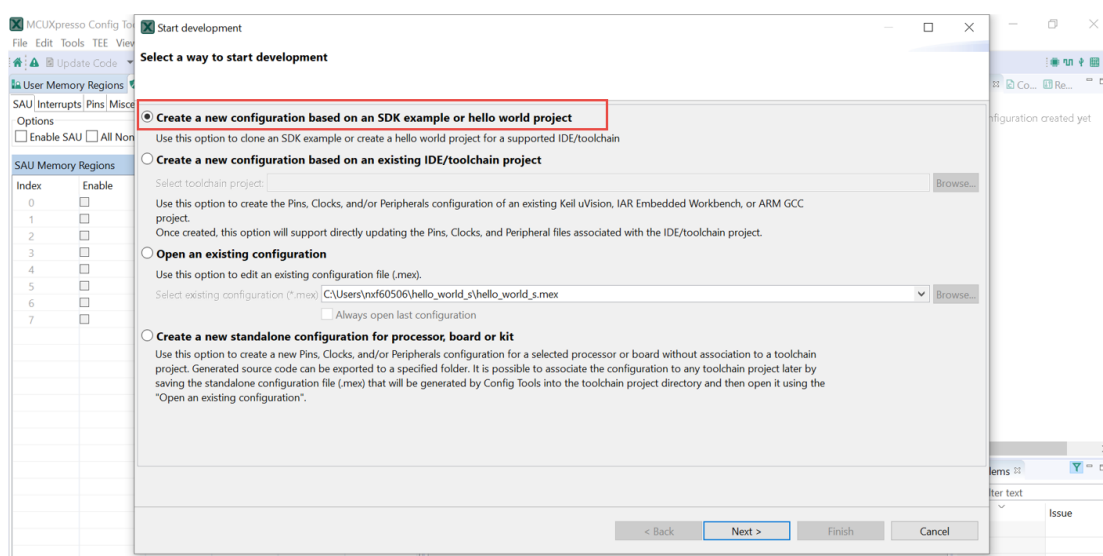 MCUXpresso Config To
Start development
File Edit Tools TEE View
Update Code
Select a way to start development
User Memory Regions
Co... Re...
SAU Interrupts Pins Misce
Options
Enable SAU All Non
Create a new configuration based on an SDK example or hello world project
nfiguration created yet
Use this option to clone an SDK example or create a hello world project for a supported IDE/toolchain
Create a new configuration based on an existing IDE/toolchain project
SAU Memory Regions
Select toolchain project:
Browse...
Index Enable
Use this option to create the Pins, Clocks, and/or Peripherals configuration of an existing Keil uVision, IAR Embedded Workbench, or ARM GCC
project.
Once created, this option will support directly updating the Pins, Clocks, and Peripheral files associated with the IDE/toolchain project.
0
1
2
3
4
5
6
7
Open an existing configuration
Use this option to edit an existing configuration file (.mex).
Select existing configuration (*.mex) C:\Users\nxf60506\hello_world_s\hello_world_s.mex
Browse...
Always open last configuration
Create a new standalone configuration for processor, board or kit
Use this option to create a new Pins, Clocks, and/or Peripherals configuration for a selected processor or board without association to a toolchain
project. Generated source code can be exported to a specified folder. It is possible to associate the configuration to any toolchain project later by
saving the standalone configuration file (.mex) that will be generated by Config Tools into the toolchain project directory and then open it using the
"Open an existing configuration".
lems
lter text
Issue
< Back Next > Finish Cancel